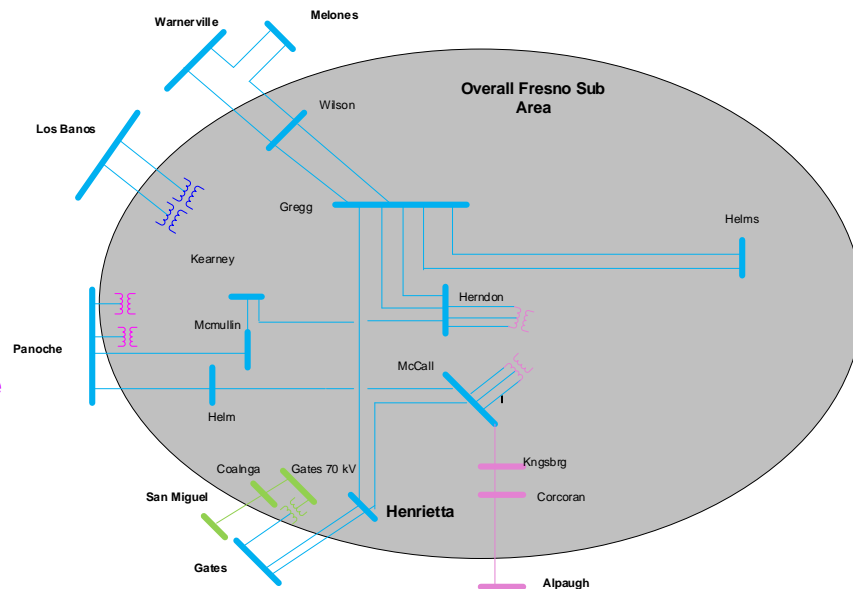 Melones
Warnerville
Overall Fresno Sub
Area
Wilson
Los Banos
Gregg
Helms
Kearney
Herndon
Mcmullin
Panoche
McCall
e
Helm
Kngsbrg
Coalnga
Gates 70 kV
San Miguel
Corcoran
Henrietta
Gates
Alpaugh